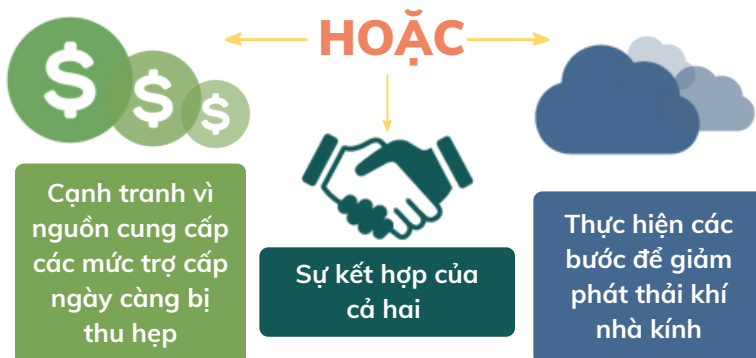 HOẶC
$
$
$
Cạnh tranh vì
nguồn cung cấp
các mức trợ cấp
ngày càng bị
thu hẹp
Sự kết hợp của
cả hai
Thực hiện các
bước để giảm
phát thải khí
nhà kính